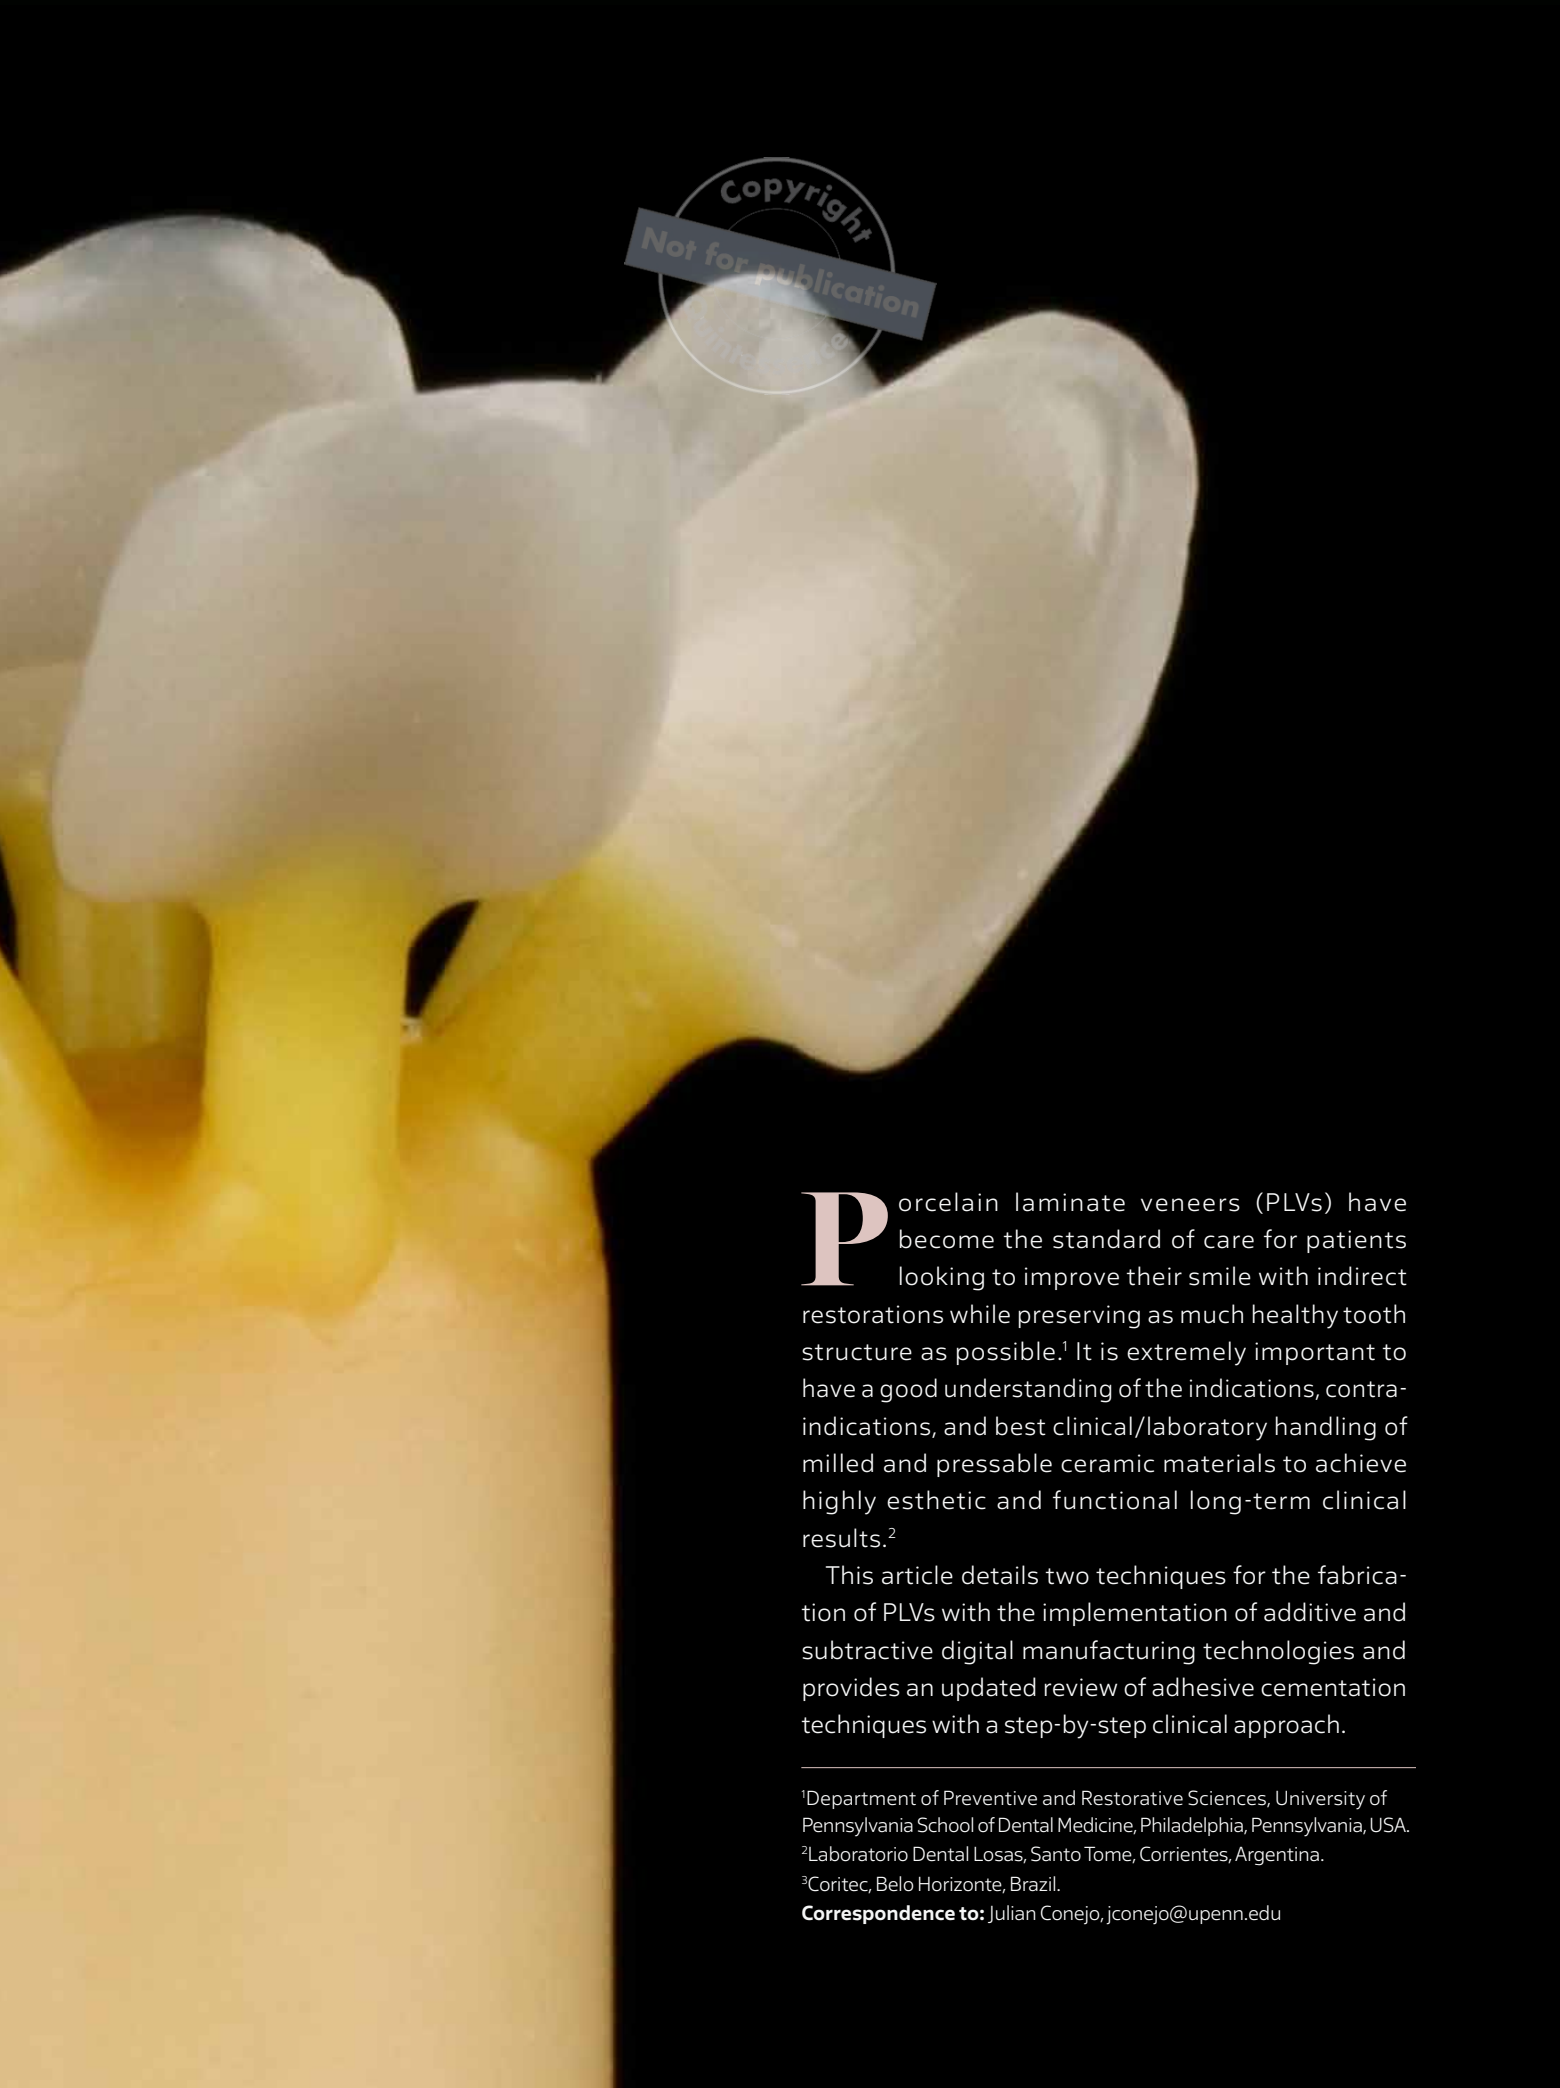 Copyright
Not for publication
Porcelain laminate veneers (PLVs) have
become the standard of care for patients
looking to improve their smile with indirect
restorations while preserving as much healthy tooth
structure as possible.¹ It is extremely important to
have a good understanding of the indications, contra-
indications, and best clinical/laboratory handling of
milled and pressable ceramic materials to achieve
highly esthetic and functional long-term clinical
results.²
This article details two techniques for the fabrica-
tion of PLVs with the implementation of additive and
subtractive digital manufacturing technologies and
provides an updated review of adhesive cementation
techniques with a step-by-step clinical approach.
¹Department of Preventive and Restorative Sciences, University of
Pennsylvania School of Dental Medicine, Philadelphia, Pennsylvania, USA.
²Laboratorio Dental Losas, Santo Tome, Corrientes, Argentina.
³Coritec, Belo Horizonte, Brazil.
Correspondence to: Julian Conejo, jconejo@upenn.edu